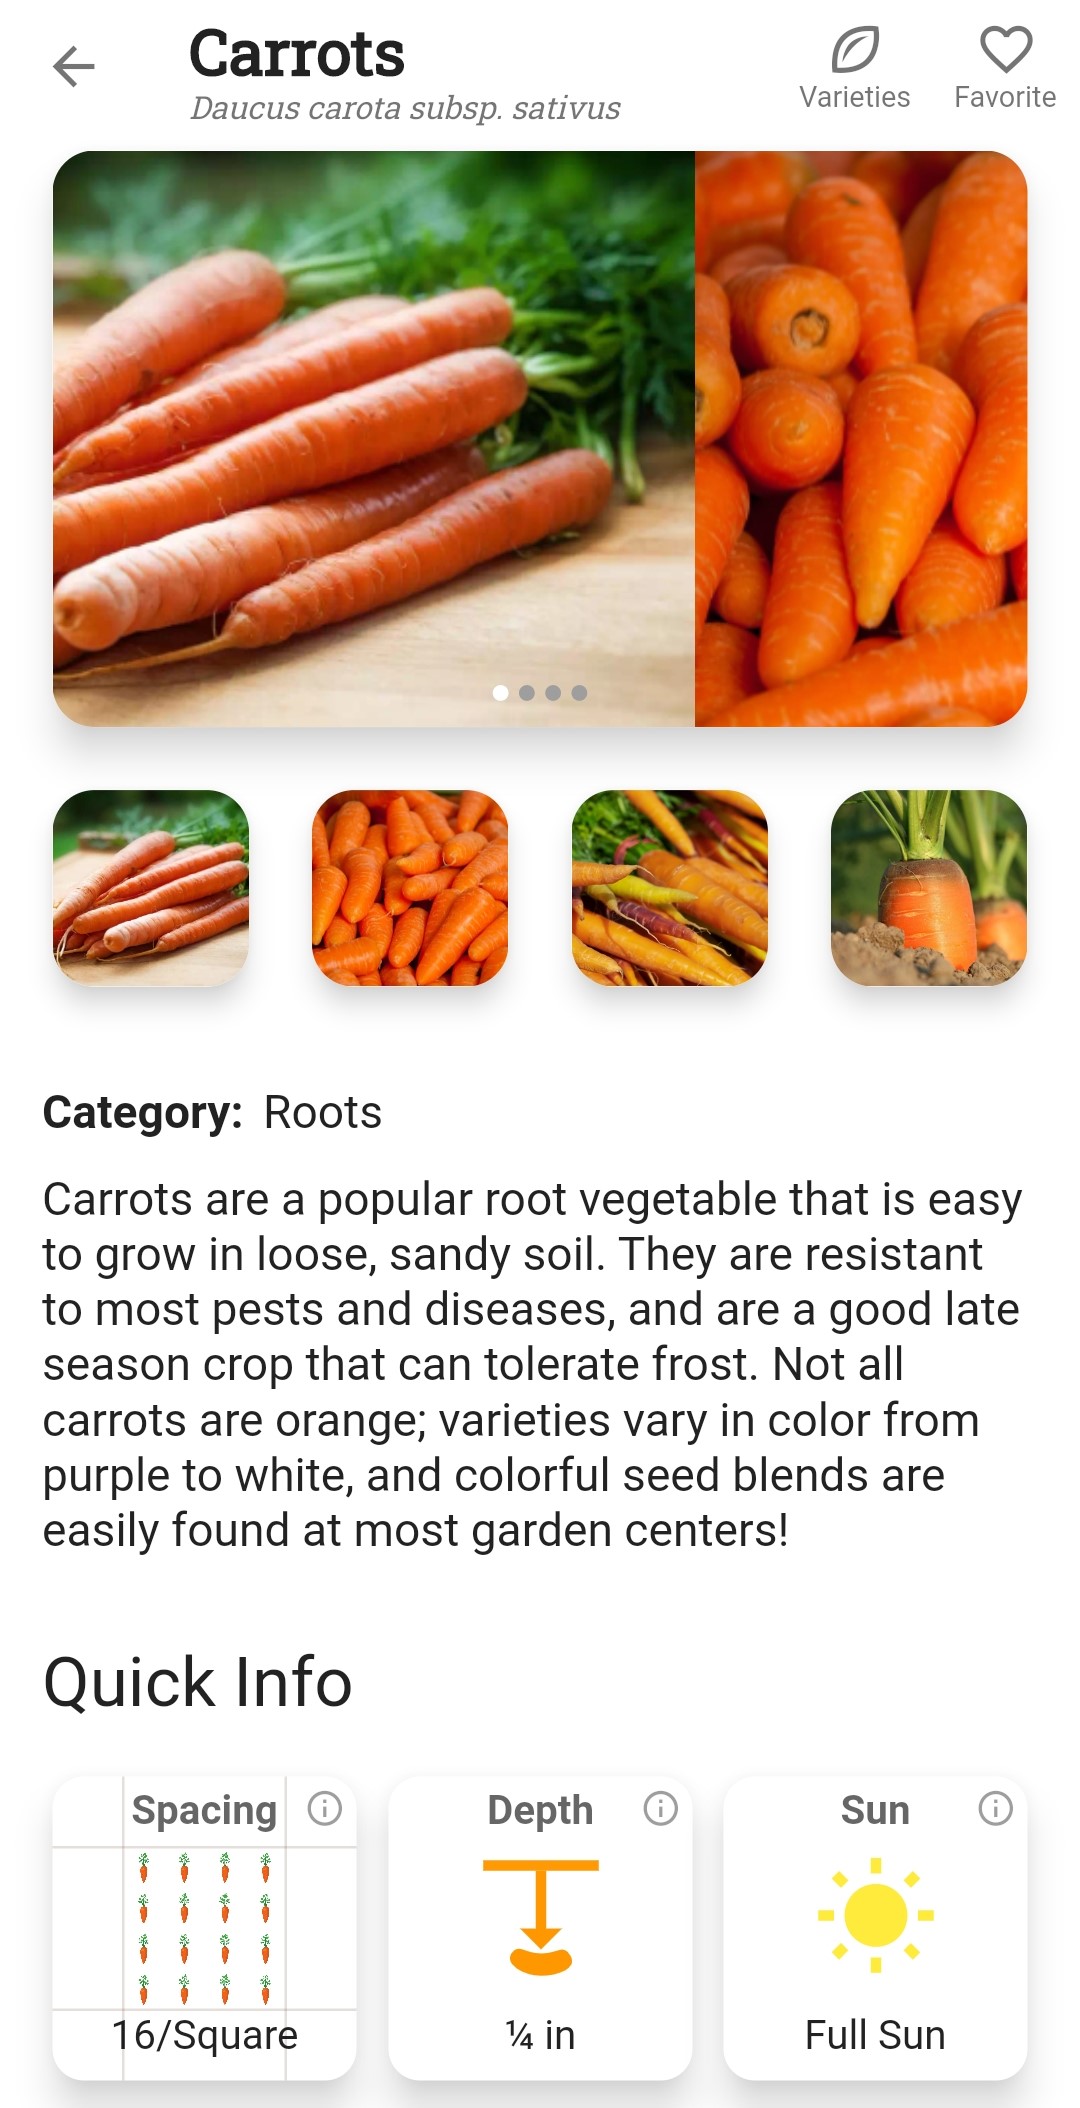 Carrots
Daucus carota subsp. sativus
Varieties
Favorite
Category: Roots
Carrots are a popular root vegetable that is easy
to grow in loose, sandy soil. They are resistant
to most pests and diseases, and are a good late
season crop that can tolerate frost. Not all
carrots are orange; varieties vary in color from
purple to white, and colorful seed blends are
easily found at most garden centers!
Quick Info
Spacing
16/Square
Depth
¼ in
Sun
Full Sun